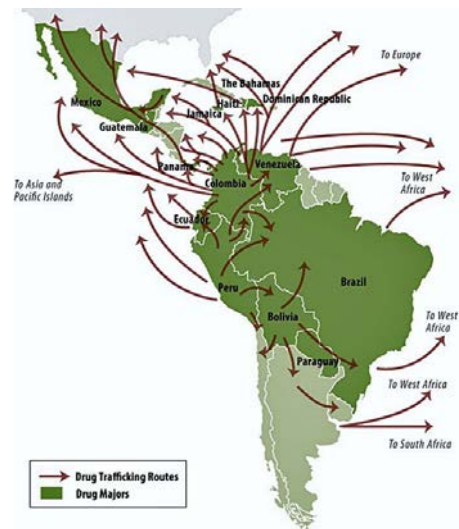 To Europe
The Bahamas
Mexico
Haiti
Dominican Republic
Jamaica
Guatemala
Panama
Venezuela
To Asia and
Pacific Islands
Colombia
To West
Africa
Ecuador
Peru
Brazil
Bolivia
To West
Africa
Paraguay
To West Africa
To South Africa
Drug Trafficking Routes
Drug Majors